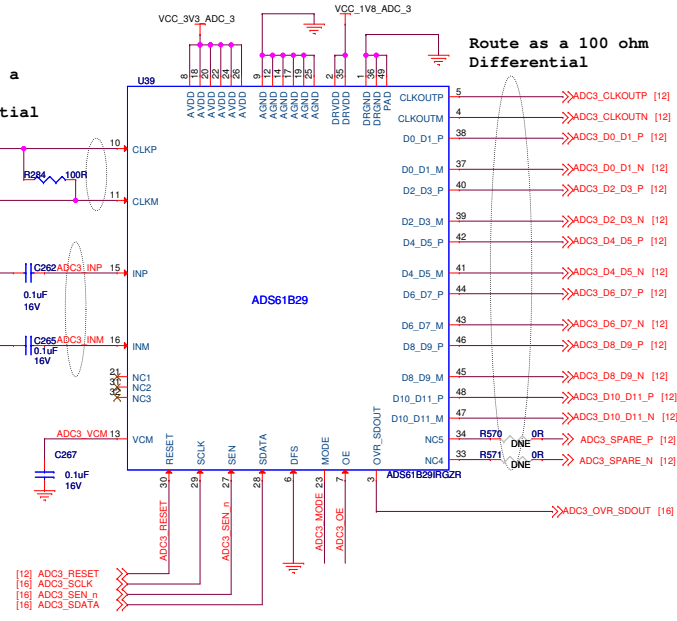 VCC_3V3_ADC_3
VCC_1V8_ADC_3
Route as a 100 ohm
Differential
a
tial
U39
8
18
20
22
24
26
9
12
14
17
19
25
2
35
1
36
49
AVDD
AVDD
AVDD
AVDD
AVDD
AVDD
AGND
AGND
AGND
AGND
AGND
AGND
DRVDD
DRVDD
DRGND
DRGND
PAD
CLKOUTP 5 ADC3_CLKOUTP [12]
CLKOUTM 4 ADC3_CLKOUTN [12]
D0_D1_P 38 ADC3_D0_D1_P [12]
10 CLKP
D0_D1_M 37 ADC3_D0_D1_N [12]
R284 100R
D2_D3_P 40 ADC3_D2_D3_P [12]
11 CLKM
D2_D3_M 39 ADC3_D2_D3_N [12]
D4_D5_P 42 ADC3_D4_D5_P [12]
C262 ADC3_INP 15 INP
0.1uF
16V
D4_D5_M 41 ADC3_D4_D5_N [12]
D6_D7_P 44 ADC3_D6_D7_P [12]
ADS61B29
D6_D7_M 43 ADC3_D6_D7_N [12]
C265 ADC3_INM 16 INM
0.1uF
16V
D8_D9_P 46 ADC3_D8_D9_P [12]
21 NC1
NC2
NC3
D8_D9_M 45 ADC3_D8_D9_N [12]
D10_D11_P 48 ADC3_D10_D11_P [12]
D10_D11_M 47 ADC3_D10_D11_N [12]
ADC3_VCM 13 VCM
C267
0.1uF
16V
NC5 34 R570 0R ADC3_SPARE_P [12]
DNE
NC4 33 R571 0R ADC3_SPARE_N [12]
DNE
RESET
SCLK
SEN
SDATA
DFS
MODE
OE
OVR_SDOUT
ADS61B29IRGZR
30
29
27
28
6
23
7
3
ADC3_RESET
ADC3_SEN_n
ADC3_MODE
ADC3_OE
ADC3_OVR_SDOUT [16]
[12] ADC3_RESET
[16] ADC3_SCLK
[16] ADC3_SEN_n
[16] ADC3_SDATA